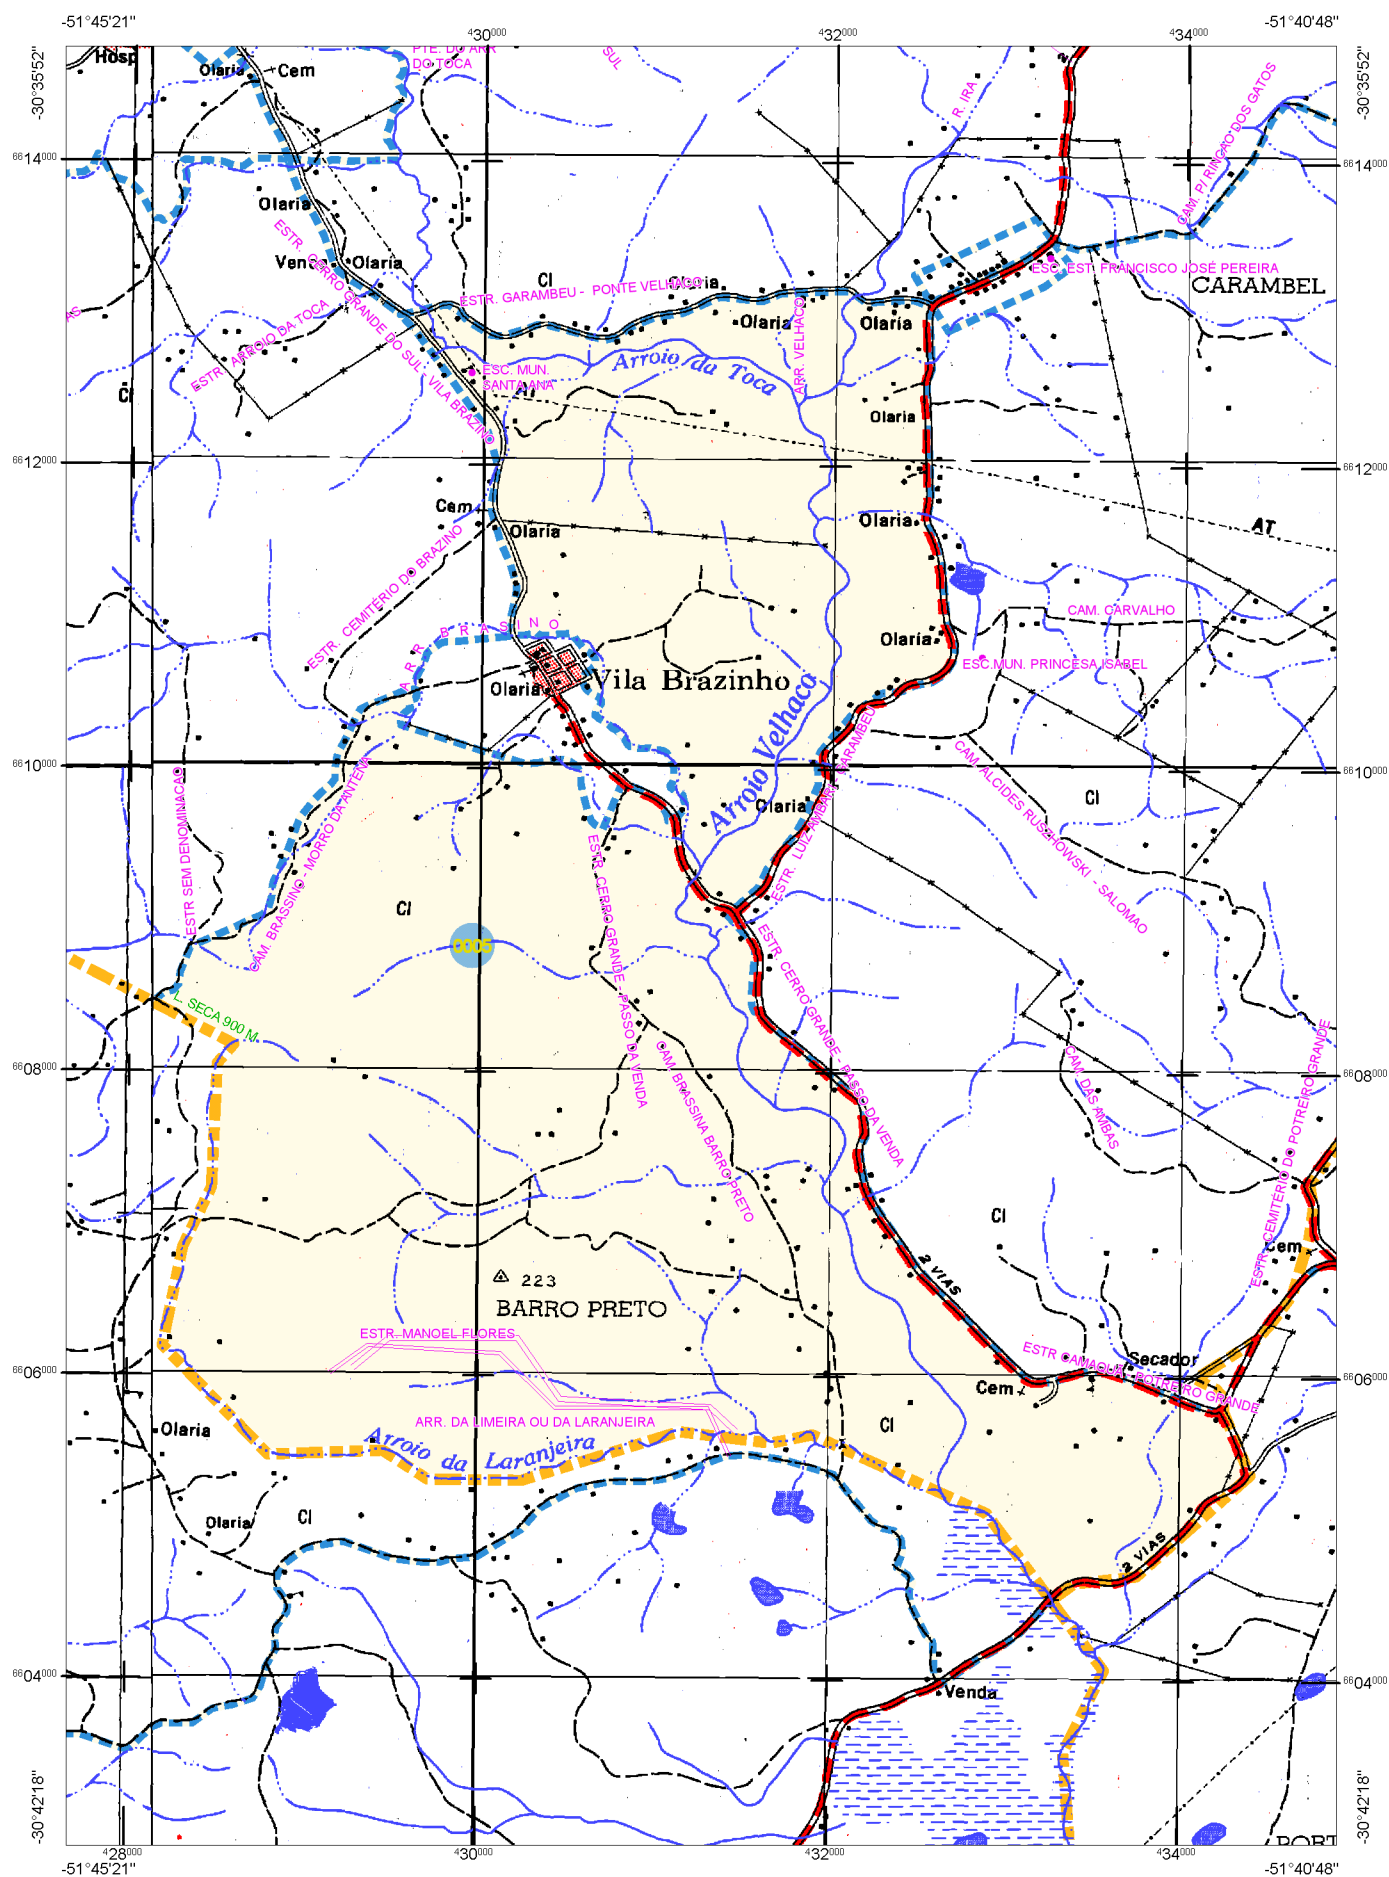 -51°45'21"
-51°40'48"
430000
432000
434000
-30°35'52"
-30°35'52"
Hosp
Olaria
Cem
PTE. DO ARR
DO TOCA
SUL
R. IRA
CAM. P/ RINCAO DOS GATOS
6614000
6614000
Olaria
ESTR. CERRO GRANDE DO SUL - VILA BRAZINO
Olaria
CI
ESTR. GARAMBEU - PONTE VELHACO
ESC. EST. FRANCISCO JOSÉ PEREIRA
CARAMBEL
ESTR. ARROIO DA TOCA
Olaria
Olaria
ARR. VELHACO
Arroio da Toca
ESC. MUN.
SANTA ANA
CI
AT
Olaria
6612000
6612000
Cem
Olaria
Olaria
AT
ESTR. CEMITÉRIO DO BRAZINO
CAM. CARVALHO
ARR BRASINO
Olaria
ESC.MUN. PRINCESA ISABEL
Vila Brazinho
Olaria
Arroio Velhaco
6610000
6610000
Olaria
CI
ESTR. LUIZ AMBARI GARAMBEU
CAM. ALCIDES RUSZHOWSKI - SALOMAO
ESTR SEM DENOMINACAO
CAM. BRASSINO - MORRO DA ANTENA
CI
0005
ESTR. CERRO GRANDE - PASSO DA VENDA
ESTR. CERRO GRANDE - PASSO DA VENDA
L. SECA 900 M.
CAM. BRASSINA BARRO PRETO
CAM. DAS AMBAS
ESTR. CEMITÉRIO DO POTREIRO GRANDE
6608000
6608000
CI
Cem
2 VIAS
223
BARRO PRETO
ESTR. MANOEL FLORES
ESTR CAMAQUÃ - POTREIRO GRANDE
Secador
6606000
6606000
Cem
ARR. DA LIMEIRA OU DA LARANJEIRA
CI
Olaria
Arroio da Laranjeira
Olaria
CI
2 VIAS
6604000
6604000
Venda
-30°42'18"
-30°42'18"
PORT
428000
430000
432000
434000
-51°45'21"
-51°40'48"